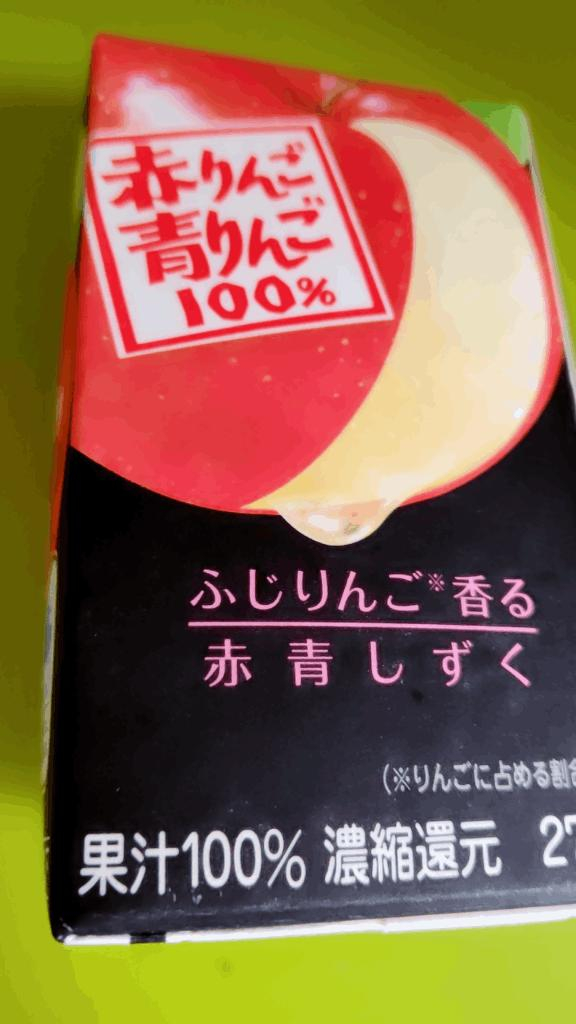 赤りんご
青りんご
100%
ふじりんご※香る
赤青しずく
(※りんごに占める割合
果汁100% 濃縮還元 27